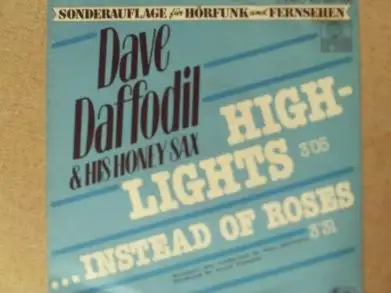 SONDERAUFLAGE für HÖRFUNK und FERNSEHEN
Dave
Daffodil
& HIS HONEY SAX
HIGH-
LIGHTS 3'05
...INSTEAD OF ROSES
3'31